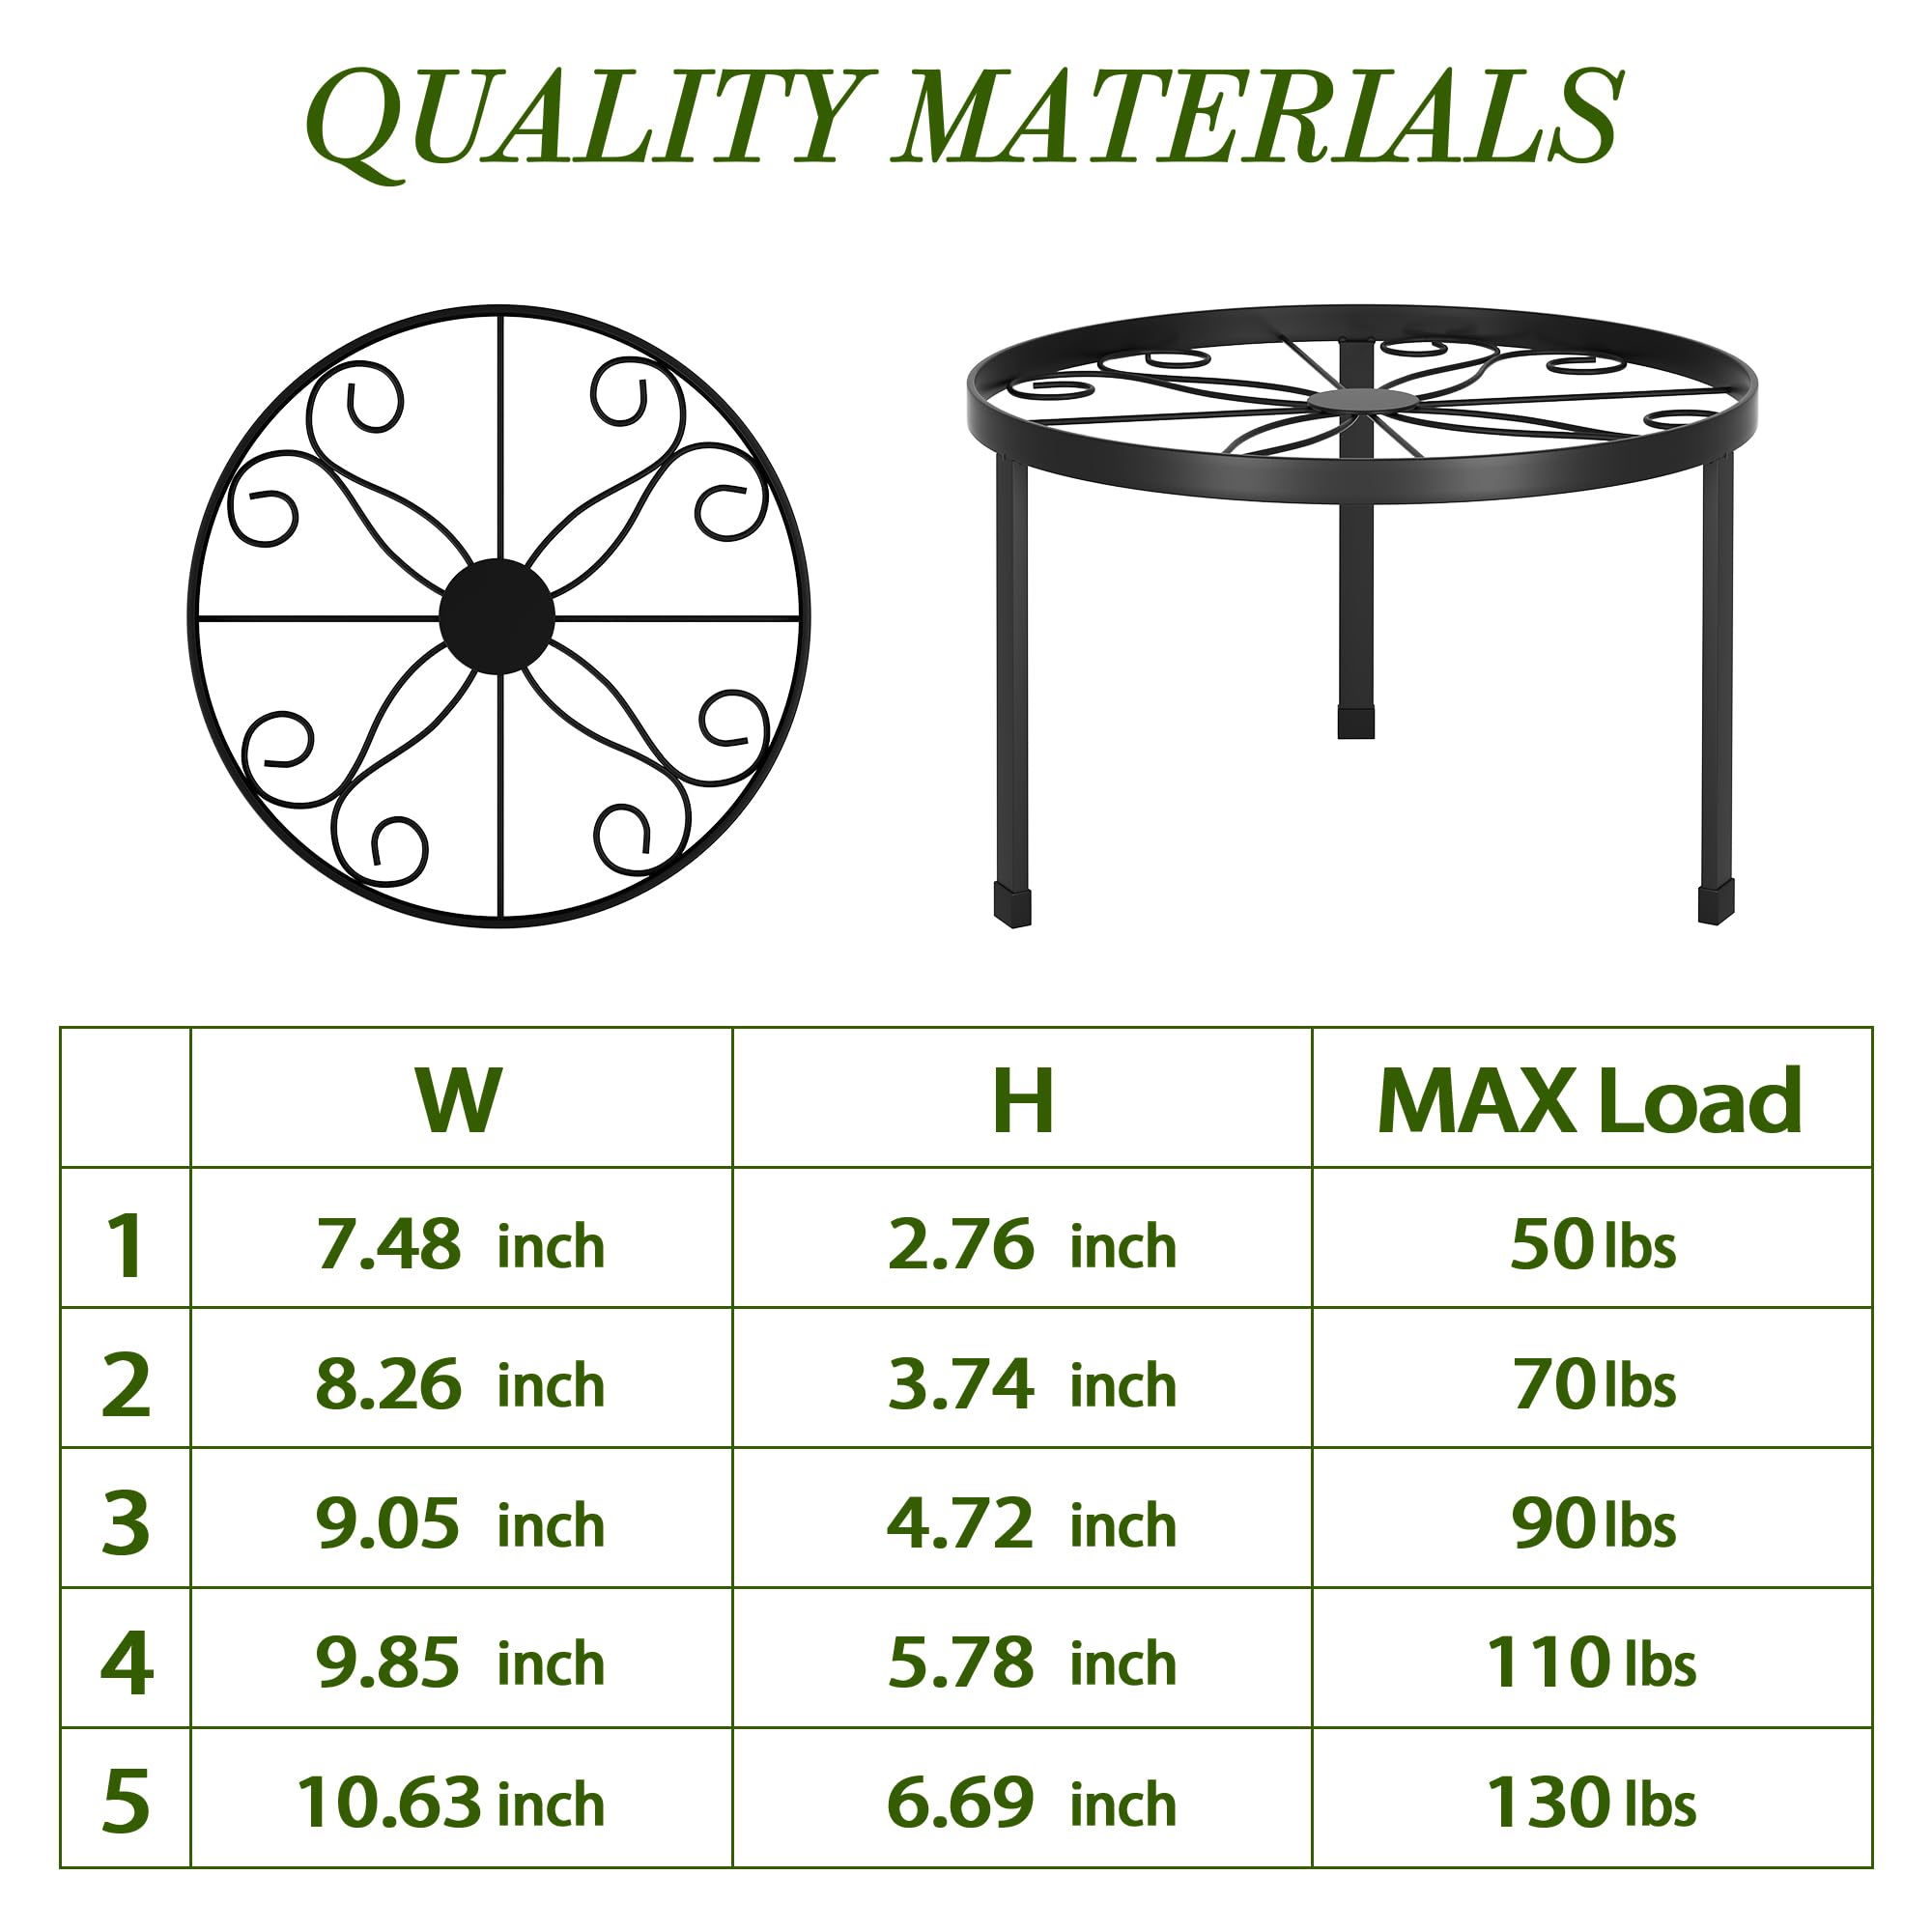 QUALITY MATERIALS
W H MAX Load
1 7.48 inch 2.76 inch 50 lbs
2 8.26 inch 3.74 inch 70 lbs
3 9.05 inch 4.72 inch 90 lbs
4 9.85 inch 5.78 inch 110 lbs
5 10.63 inch 6.69 inch 130 lbs